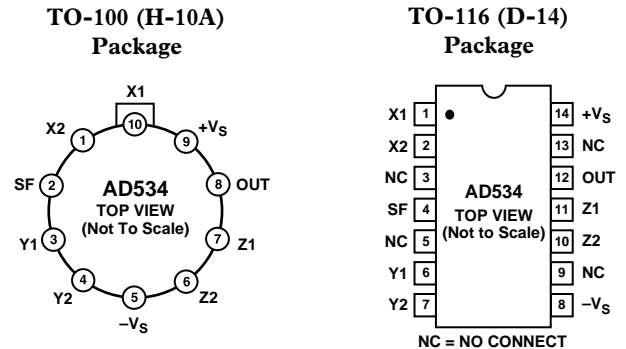 TO-100 (H-10A)
Package
X1
10
X2
1
+VS
9
SF
2
AD534
TOP VIEW
(Not To Scale)
8
OUT
Y1
3
7
Z1
Y2
4
5
–VS
6
Z2
TO-116 (D-14)
Package
X1 1
14 +VS
X2 2
13 NC
NC 3
12 OUT
AD534
TOP VIEW
(Not to Scale)
SF 4
11 Z1
NC 5
10 Z2
Y1 6
9 NC
Y2 7
8 –VS
NC = NO CONNECT